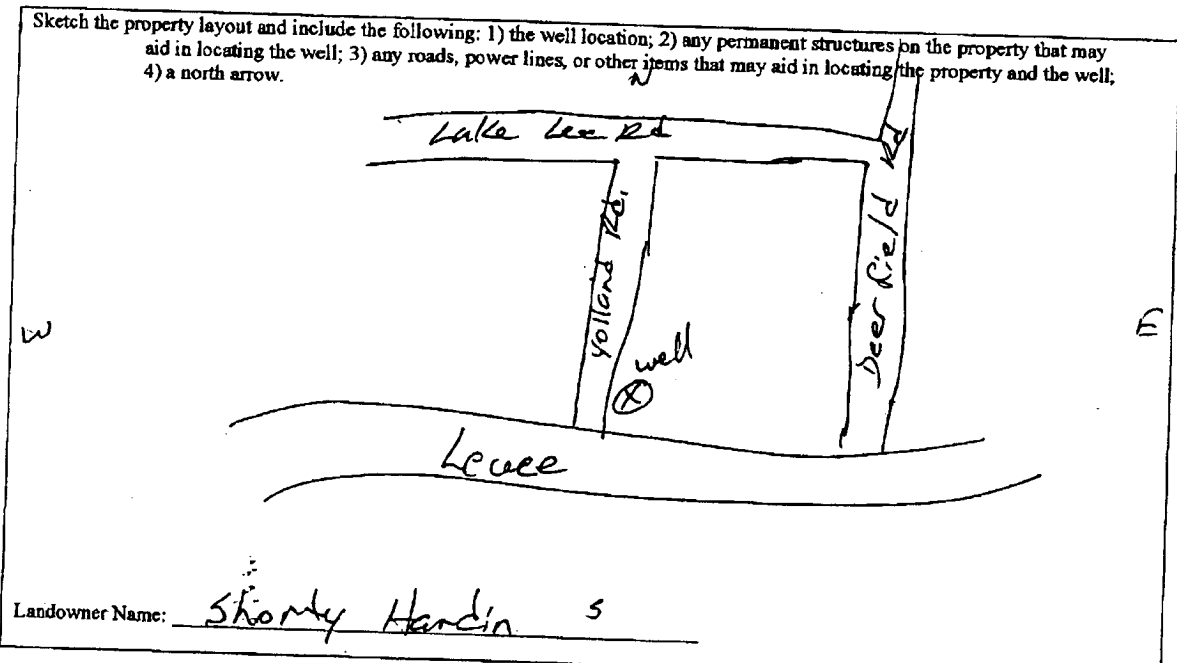 Sketch the property layout and include the following: 1) the well location; 2) any permanent structures on the property that may
aid in locating the well; 3) any roads, power lines, or other items that may aid in locating the property and the well;
4) a north arrow.
N
Lake Lee Rd
Yolland Rd.
Deer field Rd
W
E
well
Levee
Landowner Name: Shorty Hardin
S